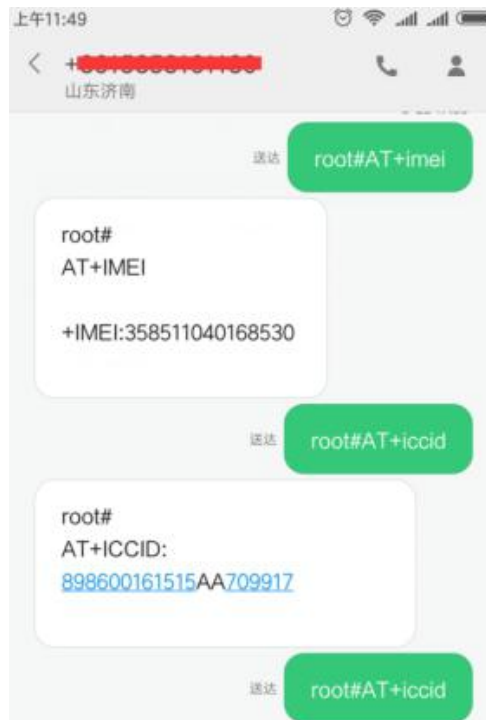 上午11:49
山东济南
送达
root#AT+imei
root#
AT+IMEI
+IMEI:358511040168530
送达
root#AT+iccid
root#
AT+ICCID:
898600161515AA709917
送达
root#AT+iccid